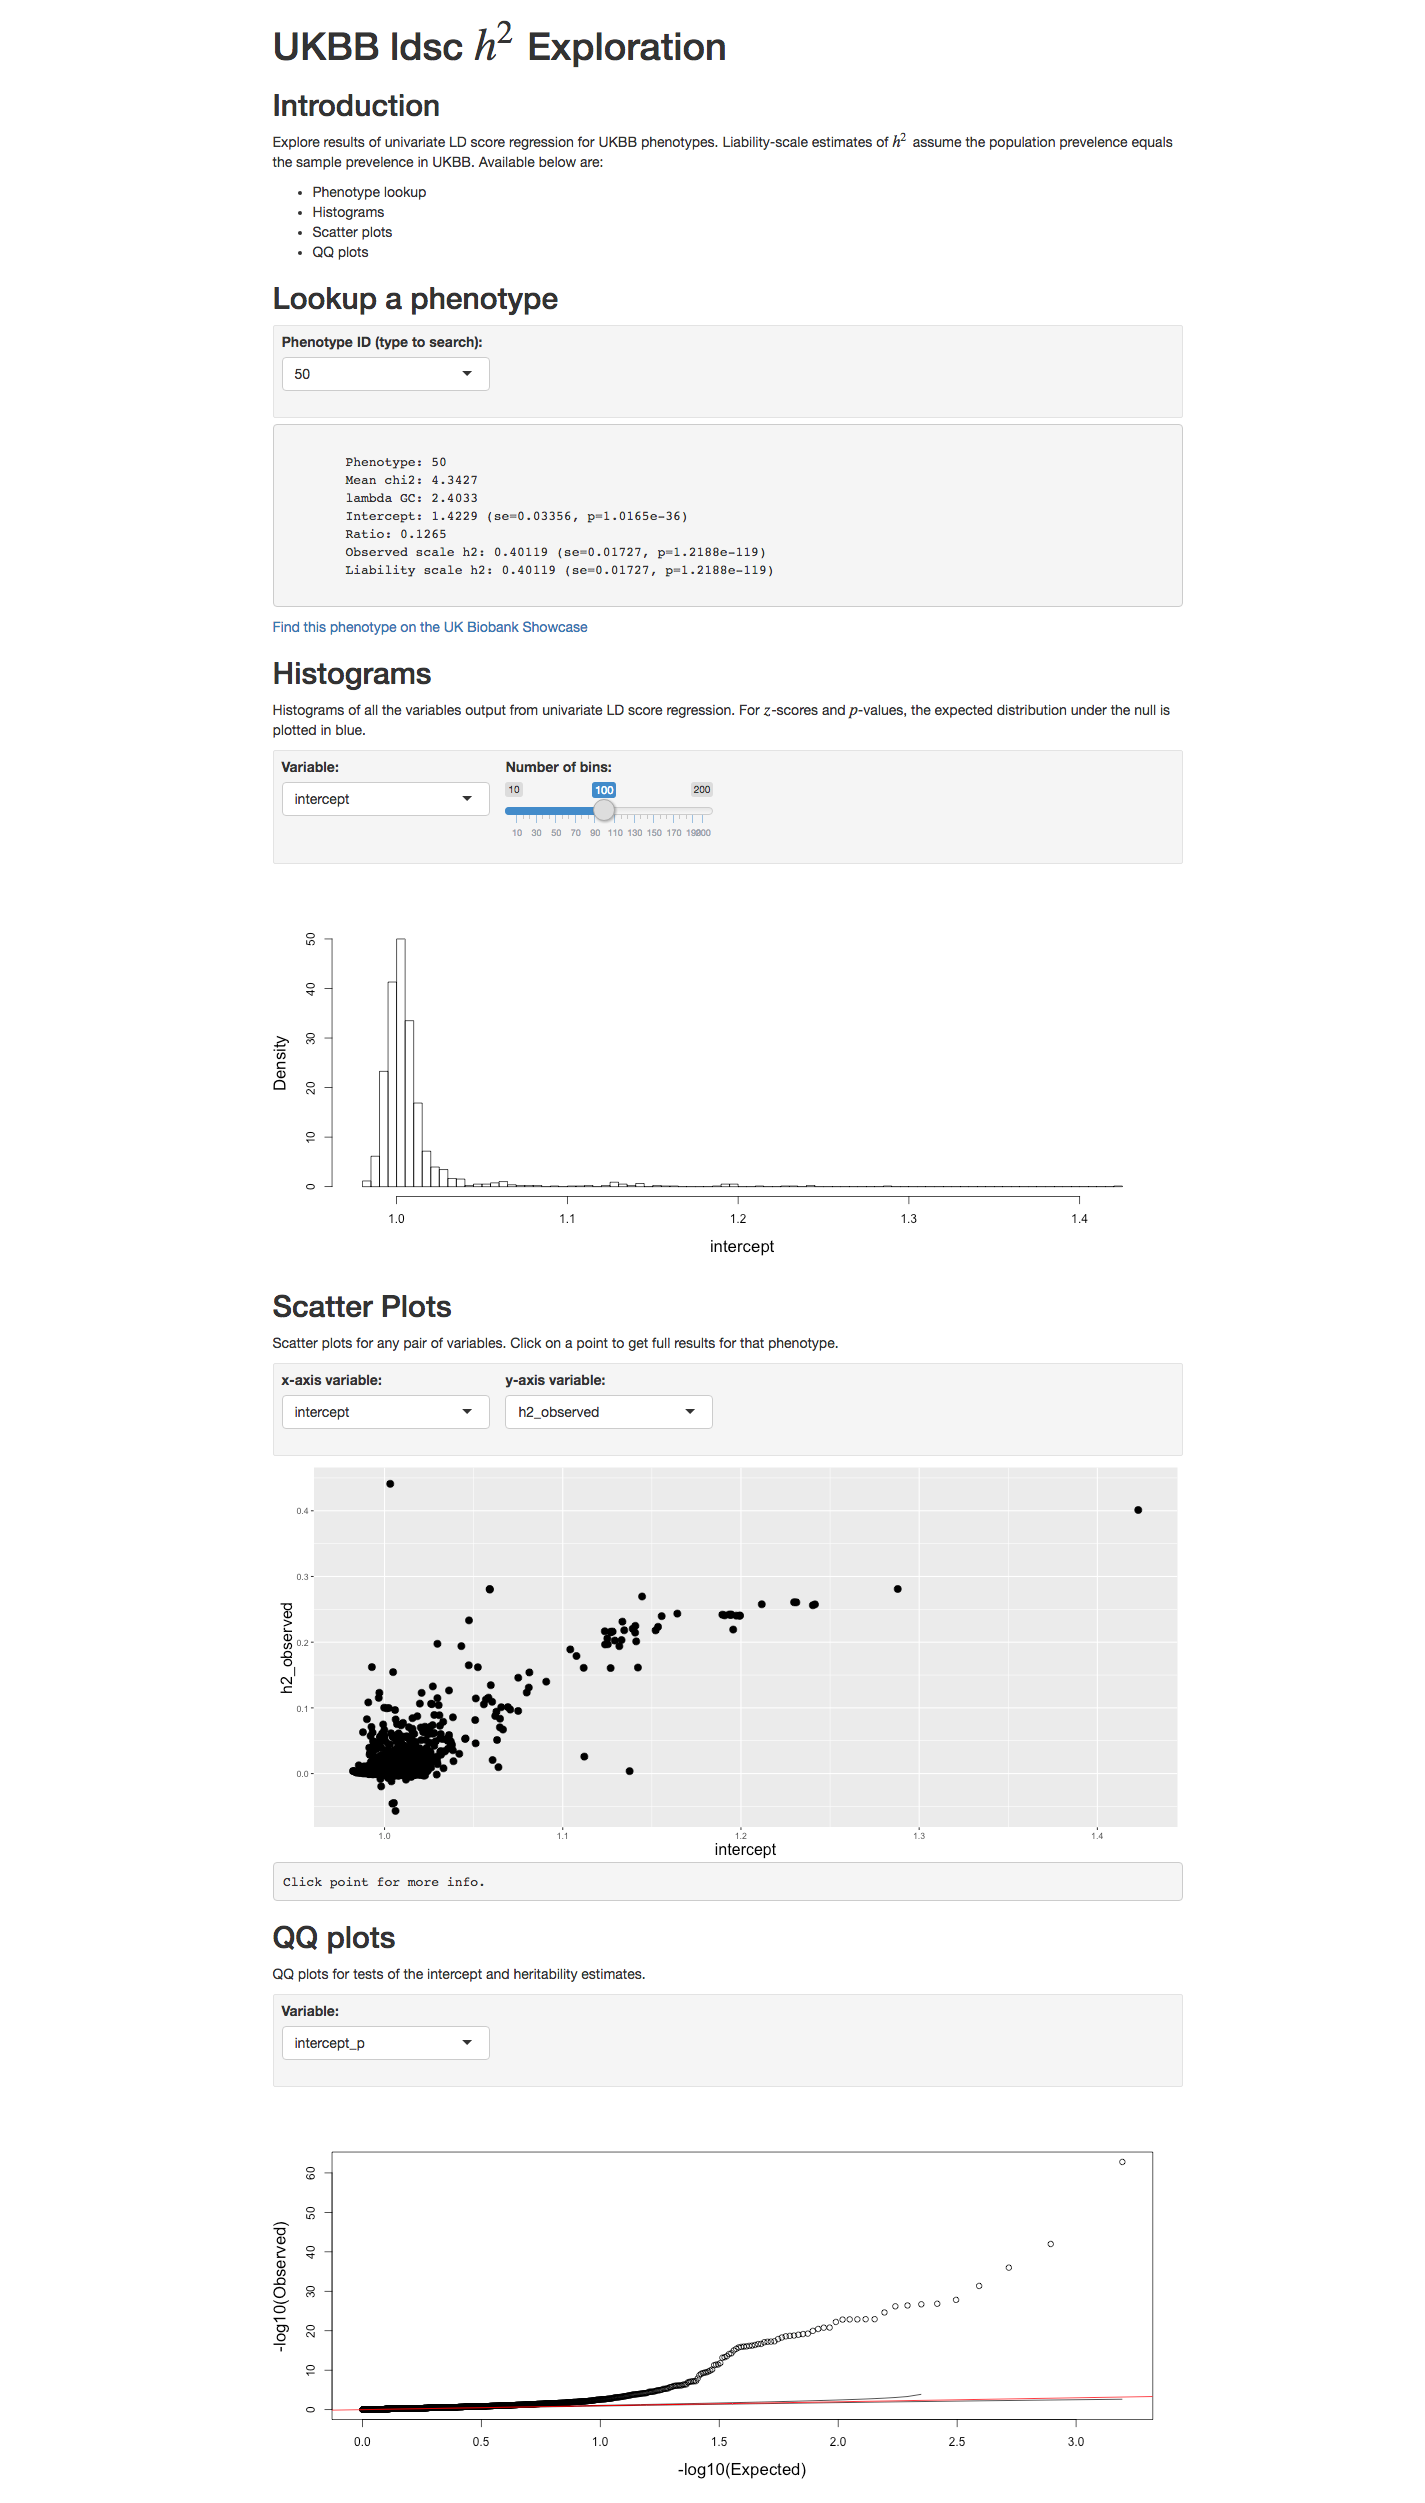 UKBB ldsc h² Exploration
Introduction
Explore results of univariate LD score regression for UKBB phenotypes. Liability-scale estimates of h² assume the population prevelence equals
the sample prevelence in UKBB. Available below are:
• Phenotype lookup
• Histograms
• Scatter plots
• QQ plots
Lookup a phenotype
Phenotype ID (type to search):
50
Phenotype: 50
Mean chi2: 4.3427
lambda GC: 2.4033
Intercept: 1.4229 (se=0.03356, p=1.0165e-36)
Ratio: 0.1265
Observed scale h2: 0.40119 (se=0.01727, p=1.2188e-119)
Liability scale h2: 0.40119 (se=0.01727, p=1.2188e-119)
Find this phenotype on the UK Biobank Showcase
Histograms
Histograms of all the variables output from univariate LD score regression. For z-scores and p-values, the expected distribution under the null is
plotted in blue.
Variable: Number of bins:
intercept
10 100 200
10 30 50 70 90 110 130 150 170 190 200
50
40
30
20
10
0
Density
1.0 1.1 1.2 1.3 1.4
intercept
Scatter Plots
Scatter plots for any pair of variables. Click on a point to get full results for that phenotype.
x-axis variable: y-axis variable:
intercept h2_observed
0.4
0.3
0.2
0.1
0.0
h2_observed
1.0 1.1 1.2 1.3 1.4
intercept
Click point for more info.
QQ plots
QQ plots for tests of the intercept and heritability estimates.
Variable:
intercept_p
60
50
40
30
20
10
0
-log10(Observed)
0.0 0.5 1.0 1.5 2.0 2.5 3.0
-log10(Expected)